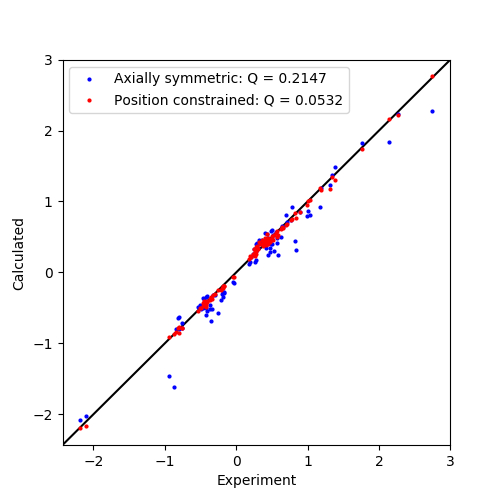 Axially symmetric: Q = 0.2147
Position constrained: Q = 0.0532
3
2
1
0
−1
−2
Calculated
−2 −1 0 1 2 3
Experiment